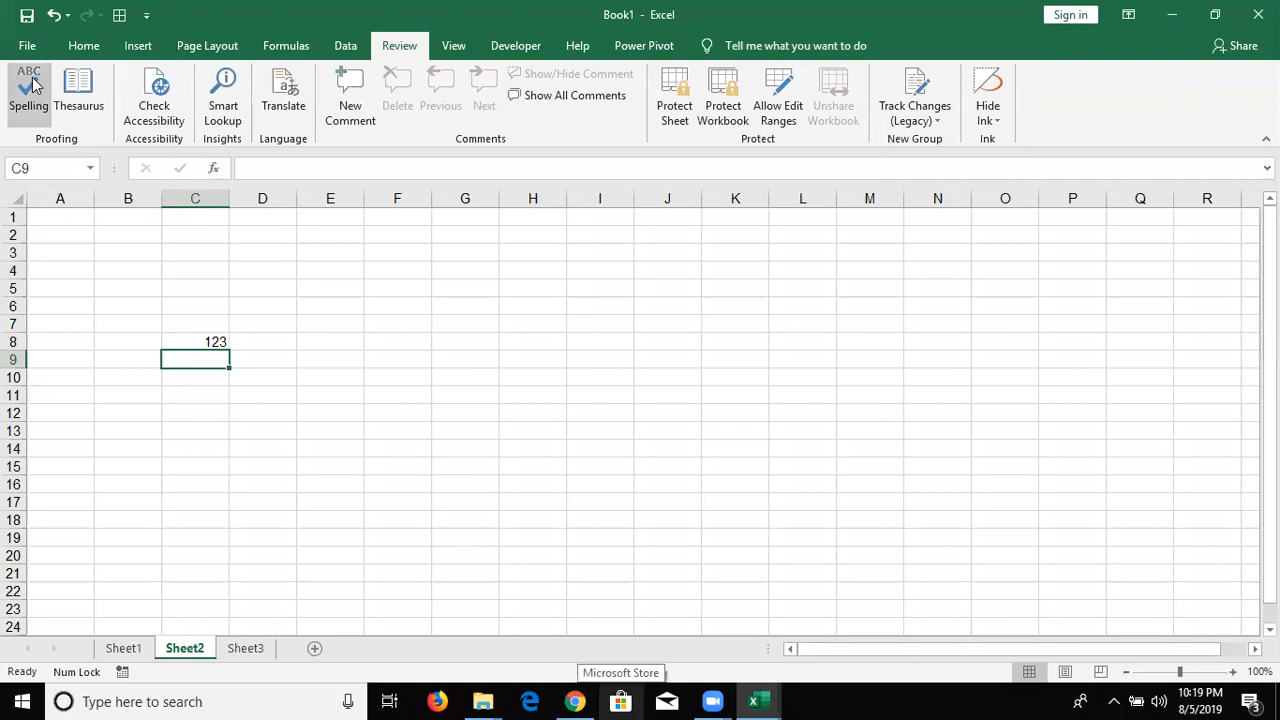 Book1 - Excel
Sign in
File Home Insert Page Layout Formulas Data Review View Developer Help Power Pivot Tell me what you want to do Share
ABC
Spelling
Thesaurus
Proofing
Check Accessibility
Accessibility
Smart Lookup
Insights
Translate
Language
New Comment
Delete
Previous
Next
Show/Hide Comment
Show All Comments
Comments
Protect Sheet
Protect Workbook
Allow Edit Ranges
Unshare Workbook
Protect
Track Changes (Legacy)
New Group
Hide Ink
Ink
C9
fx
A B C D E F G H I J K L M N O P Q R
1
2
3
4
5
6
7
8 123
9
10
11
12
13
14
15
16
17
18
19
20
21
22
23
24
Sheet1 Sheet2 Sheet3
Ready Num Lock
Microsoft Store
100%
Type here to search
10:19 PM
8/5/2019
3